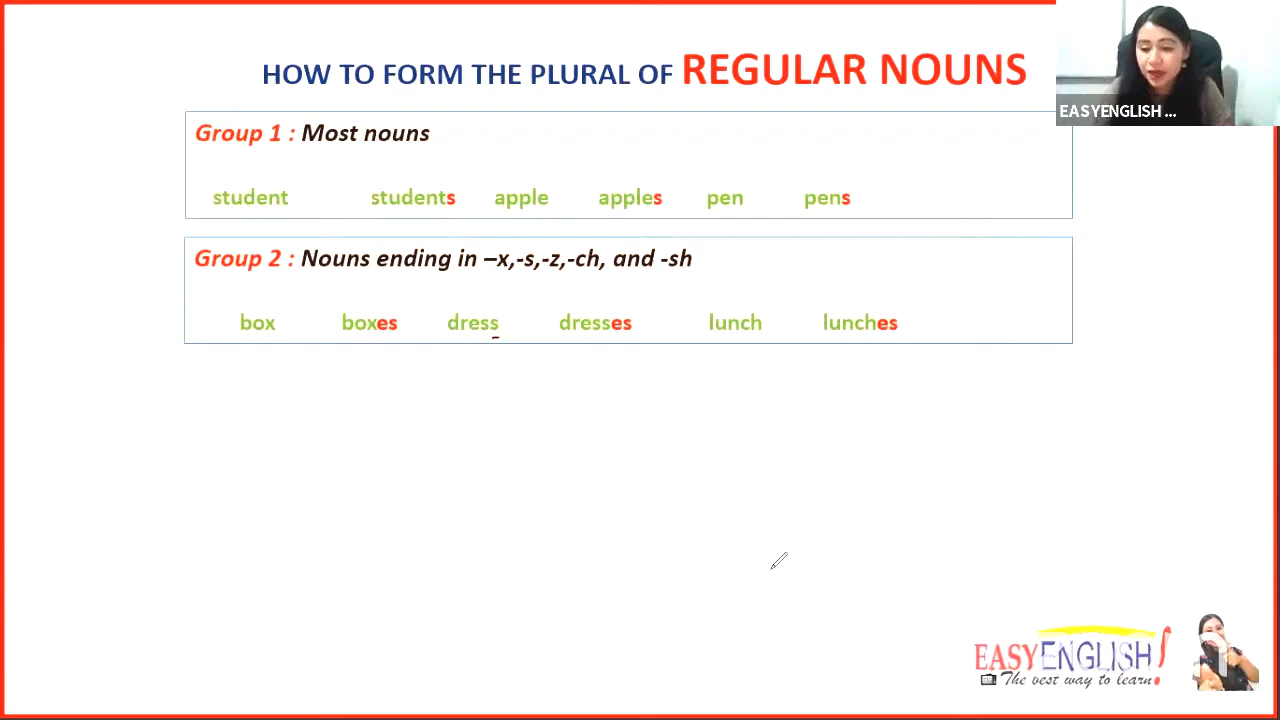 HOW TO FORM THE PLURAL OF REGULAR NOUNS
EASYENGLISH ...
Group 1 : Most nouns
student students apple apples pen pens
Group 2 : Nouns ending in –x,-s,-z,-ch, and -sh
box boxes dress dresses lunch lunches
EASYENGLISH!
The best way to learn.